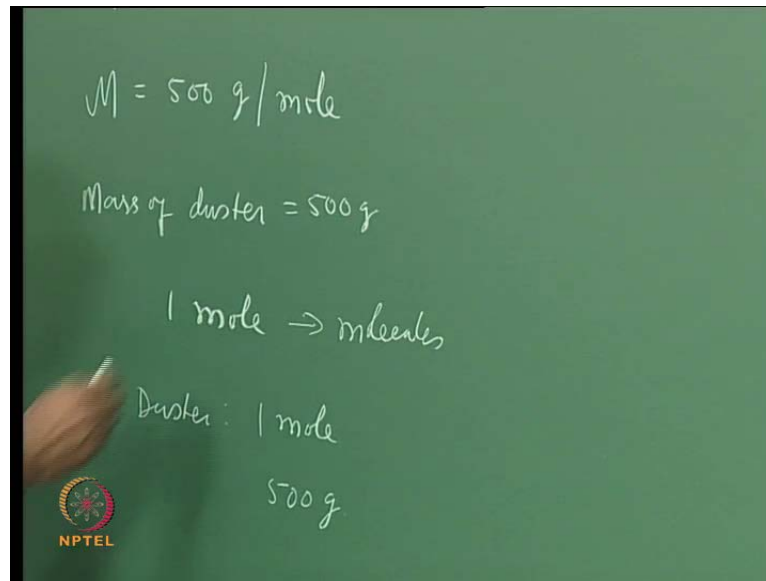 M = 500 g/mole
Mass of duster = 500 g
1 mole → molecules
Duster : 1 mole
500 g.
NPTEL